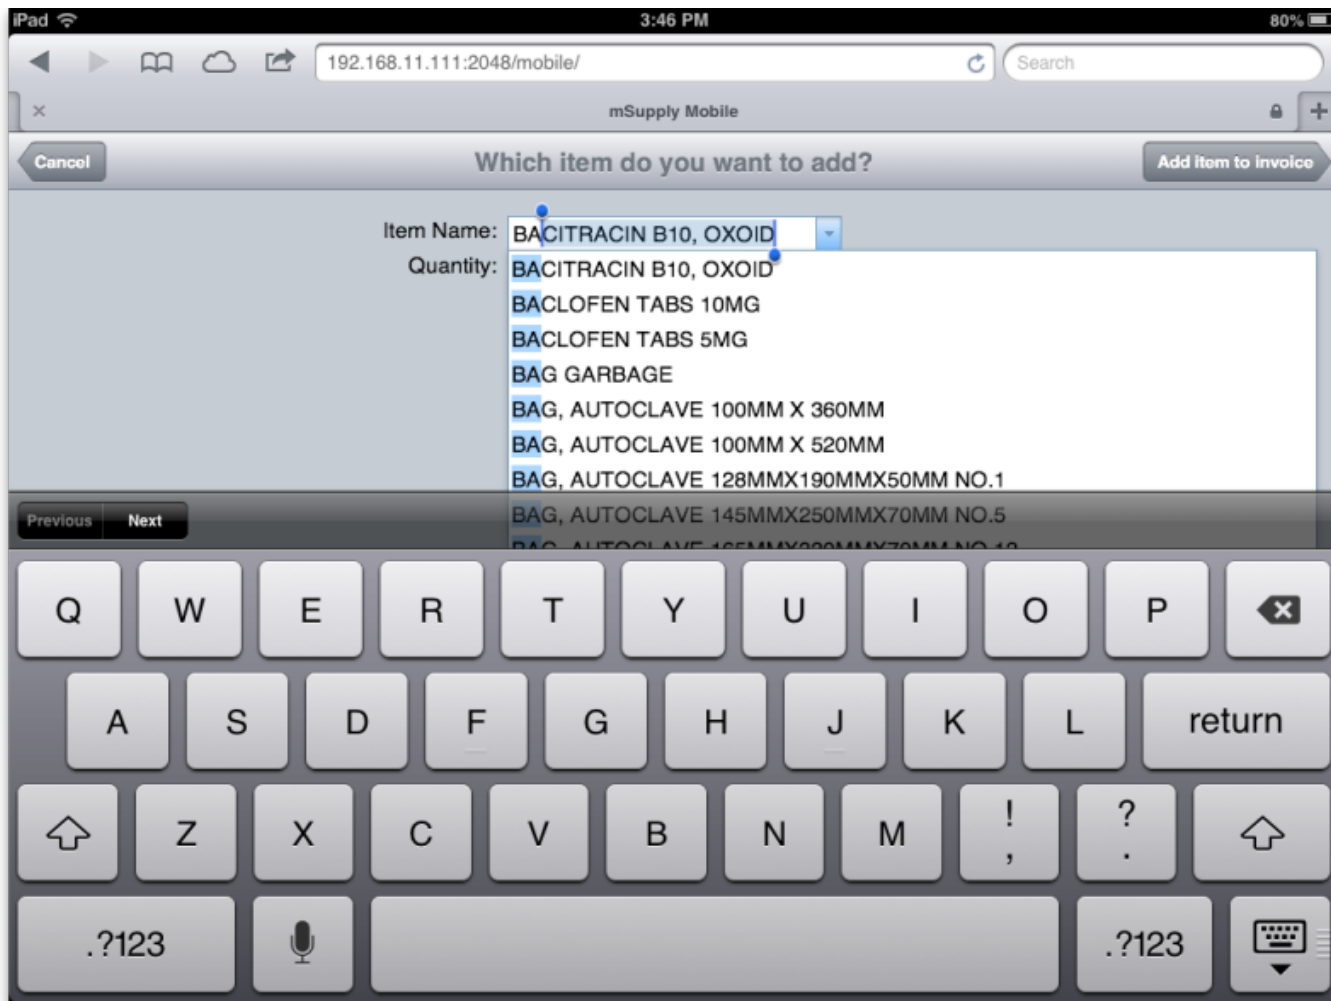 iPad 3:46 PM 80%
192.168.11.111:2048/mobile/ Search
mSupply Mobile
Cancel Which item do you want to add? Add item to invoice
Item Name: BACITRACIN B10, OXOID
Quantity: BACITRACIN B10, OXOID
BACLOFEN TABS 10MG
BACLOFEN TABS 5MG
BAG GARBAGE
BAG, AUTOCLAVE 100MM X 360MM
BAG, AUTOCLAVE 100MM X 520MM
BAG, AUTOCLAVE 128MMX190MMX50MM NO.1
Previous Next BAG, AUTOCLAVE 145MMX250MMX70MM NO.5
BAG, AUTOCLAVE
Q W E R T Y U I O P
A S D F G H J K L return
Z X C V B N M ! , ? .
.?123 .?123